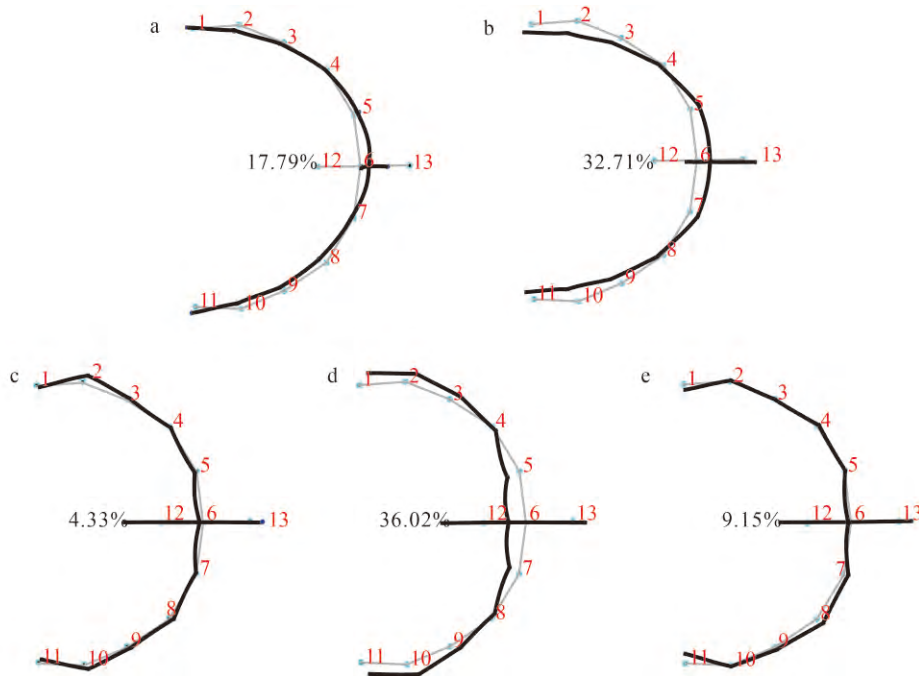 a
1 2 3 4 5
17.79% 12 6 13
7 8 9 10 11
b
1 2 3 4 5
32.71% 12 6 13
7 8 9 10 11
c
1 2 3 4 5
4.33% 12 6 13
7 8 9 10 11
d
1 2 3 4 5
36.02% 12 6 13
7 8 9 10 11
e
1 2 3 4 5
9.15% 12 6 13
7 8 9 10 11